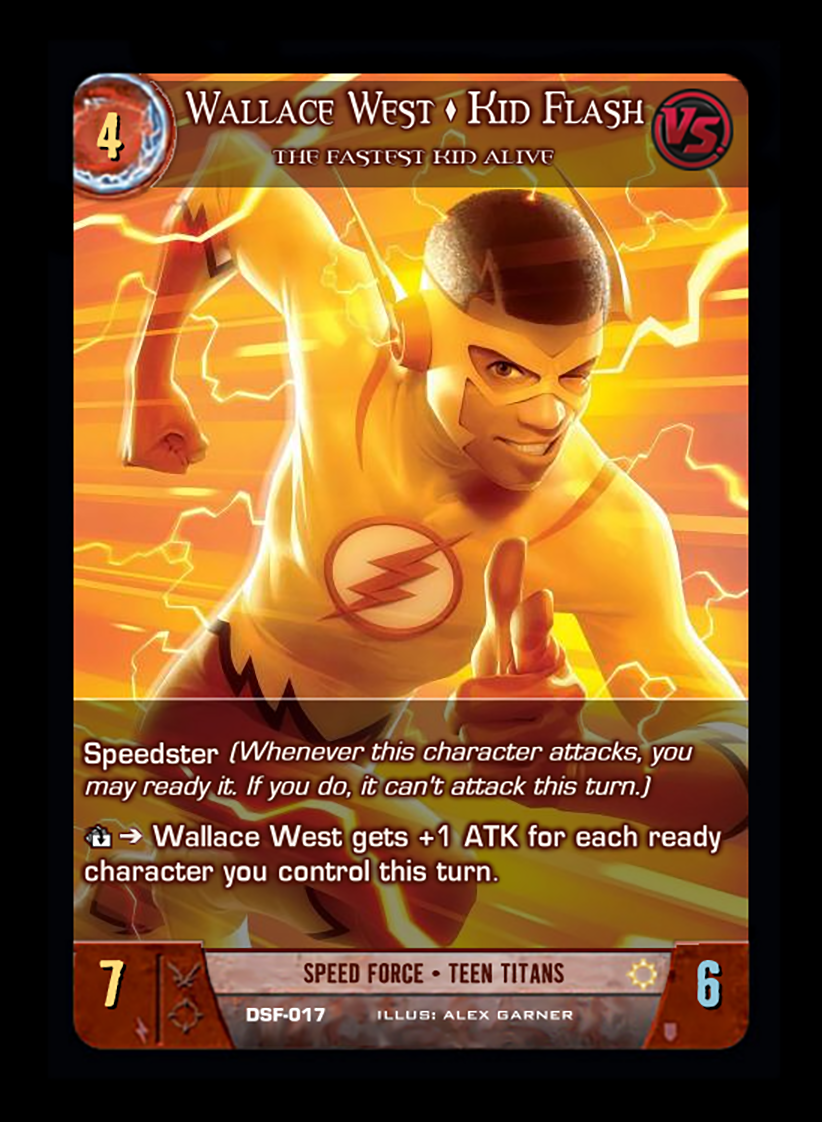 4
Wallace West ♦ Kid Flash
VS.
The Fastest Kid Alive
Speedster (Whenever this character attacks, you
may ready it. If you do, it can't attack this turn.)
➔ Wallace West gets +1 ATK for each ready
character you control this turn.
7
SPEED FORCE • TEEN TITANS
6
DSF-017
ILLUS: ALEX GARNER